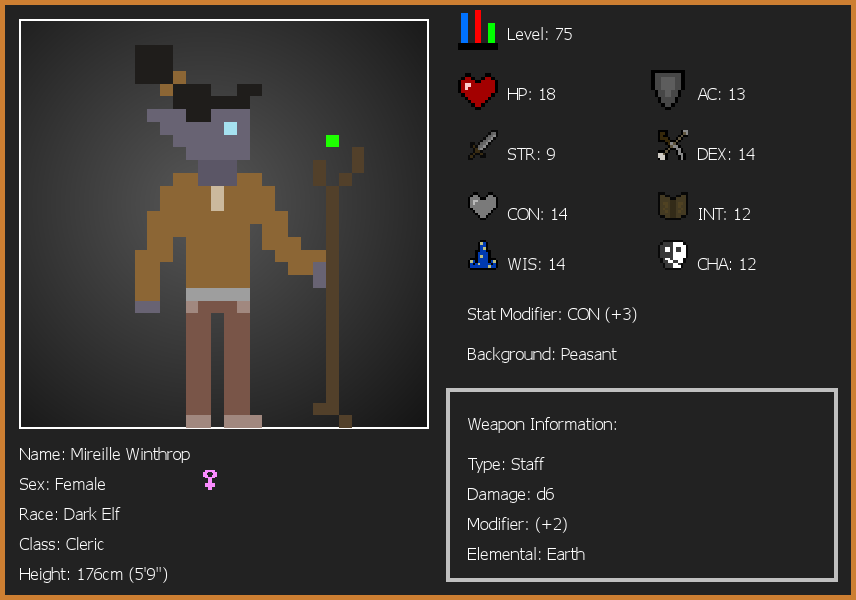 Level: 75
HP: 18
AC: 13
STR: 9
DEX: 14
CON: 14
INT: 12
WIS: 14
CHA: 12
Stat Modifier: CON (+3)
Background: Peasant
Weapon Information:
Type: Staff
Damage: d6
Modifier: (+2)
Elemental: Earth
Name: Mireille Winthrop
Sex: Female
Race: Dark Elf
Class: Cleric
Height: 176cm (5'9")